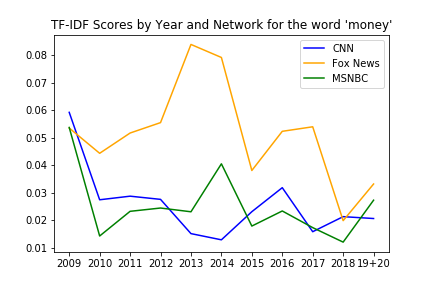 TF-IDF Scores by Year and Network for the word 'money'
CNN
Fox News
MSNBC
0.08
0.07
0.06
0.05
0.04
0.03
0.02
0.01
2009 2010 2011 2012 2013 2014 2015 2016 2017 2018 19+20